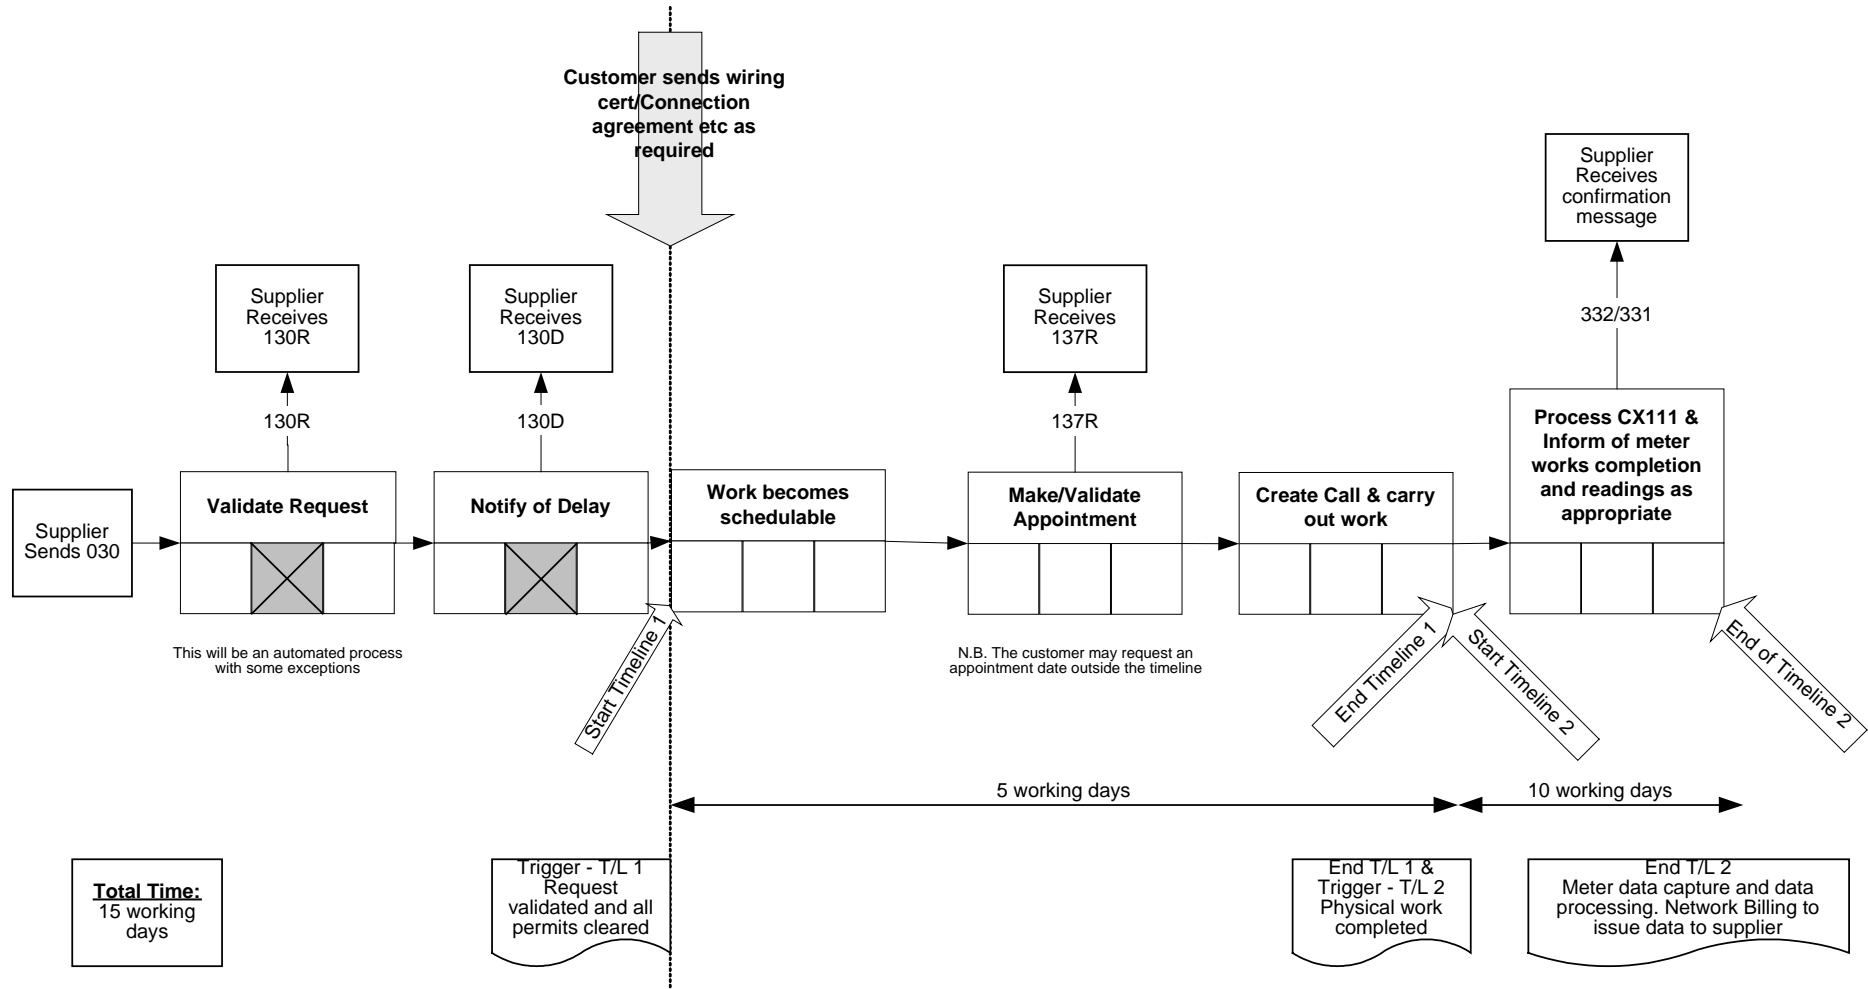 Customer sends wiring
cert/Connection
agreement etc as
required
Supplier
Receives
confirmation
message
Supplier
Receives
130R
Supplier
Receives
130D
Supplier
Receives
137R
332/331
130R
130D
137R
Supplier
Sends 030
Validate Request
Notify of Delay
Work becomes
schedulable
Make/Validate
Appointment
Create Call & carry
out work
Process CX111 &
Inform of meter
works completion
and readings as
appropriate
This will be an automated process
with some exceptions
Start Timeline 1
N.B. The customer may request an
appointment date outside the timeline
End Timeline 1
Start Timeline 2
End of Timeline 2
5 working days
10 working days
Total Time:
15 working
days
Trigger - T/L 1
Request
validated and all
permits cleared
End T/L 1 &
Trigger - T/L 2
Physical work
completed
End T/L 2
Meter data capture and data
processing. Network Billing to
issue data to supplier